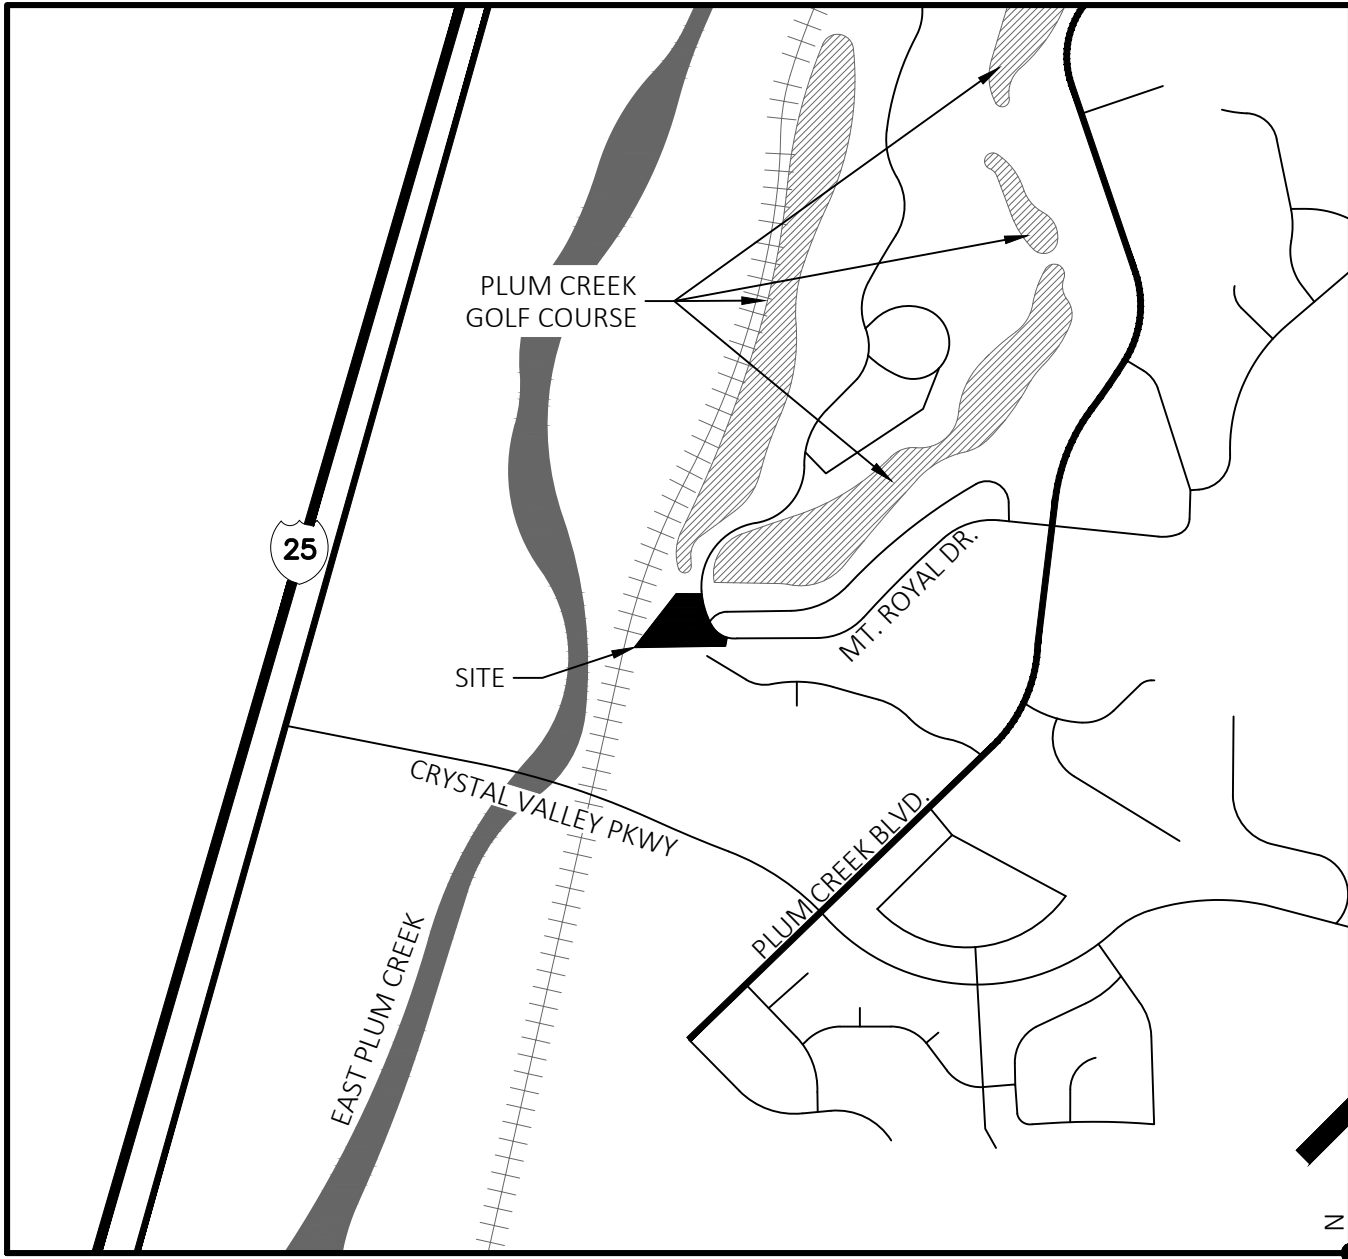 PLUM CREEK
GOLF COURSE
25
MT. ROYAL DR.
SITE
CRYSTAL VALLEY PKWY
PLUM CREEK BLVD.
EAST PLUM CREEK
N